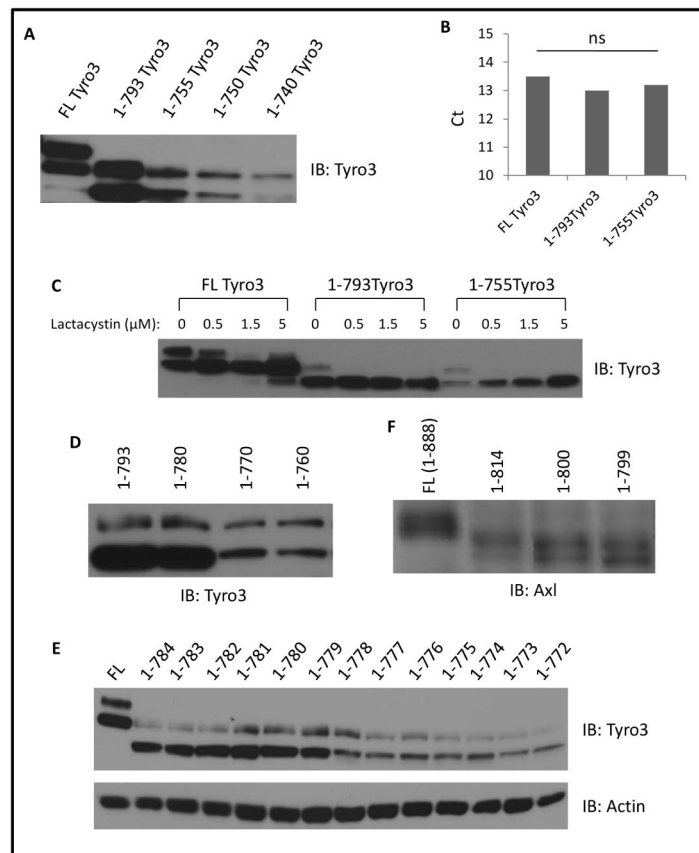 A
FL Tyro3
1-793 Tyro3
1-755 Tyro3
1-750 Tyro3
1-740 Tyro3
IB: Tyro3
B
ns
14
13
12
11
10
Ct
FL Tyro3
1-793Tyro3
1-755Tyro3
C
FL Tyro3 1-793Tyro3 1-755Tyro3
Lactacystin (μM): 0 0.5 1.5 5 0 0.5 1.5 5 0 0.5 1.5 5
IB: Tyro3
D
1-793
1-780
1-770
1-760
IB: Tyro3
F
FL (1-888)
1-814
1-800
1-799
IB: Axl
E
FL
1-784
1-783
1-782
1-781
1-780
1-779
1-778
1-777
1-776
1-775
1-774
1-773
1-772
IB: Tyro3
IB: Actin